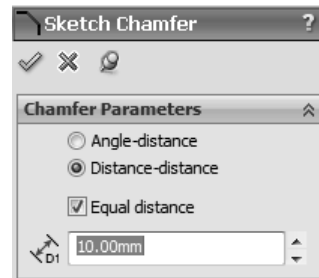 Sketch Chamfer ?
Chamfer Parameters
Angle-distance
Distance-distance
Equal distance
D1 10.00mm